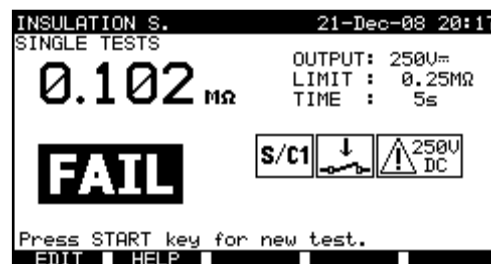 INSULATION S. 21-Dec-08 20:17
SINGLE TESTS
0.102 MΩ
OUTPUT: 250V⎓
LIMIT : 0.25MΩ
TIME : 5s
FAIL
S/C1
250V
DC
Press START key for new test.
EDIT HELP